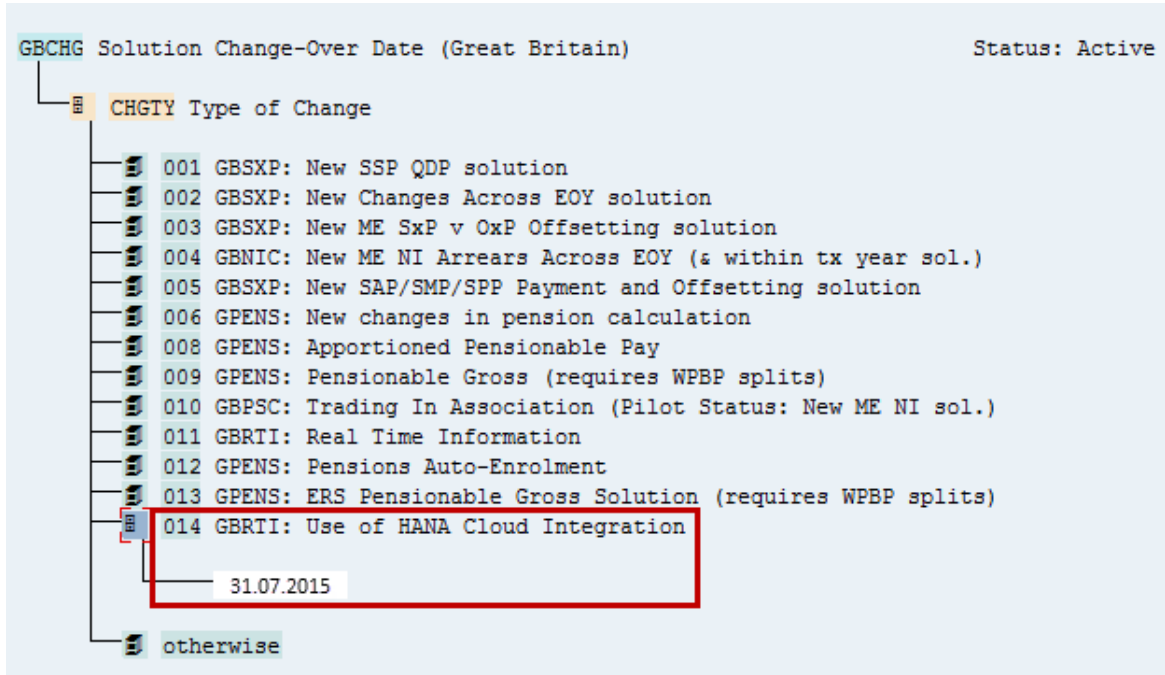 GBCHG Solution Change-Over Date (Great Britain) Status: Active
CHGTY Type of Change
001 GBSXP: New SSP QDP solution
002 GBSXP: New Changes Across EOY solution
003 GBSXP: New ME SxP v OxP Offsetting solution
004 GBNIC: New ME NI Arrears Across EOY (& within tx year sol.)
005 GBSXP: New SAP/SMP/SPP Payment and Offsetting solution
006 GPENS: New changes in pension calculation
008 GPENS: Apportioned Pensionable Pay
009 GPENS: Pensionable Gross (requires WPBP splits)
010 GBPSC: Trading In Association (Pilot Status: New ME NI sol.)
011 GBRTI: Real Time Information
012 GPENS: Pensions Auto-Enrolment
013 GPENS: ERS Pensionable Gross Solution (requires WPBP splits)
014 GBRTI: Use of HANA Cloud Integration
31.07.2015
otherwise